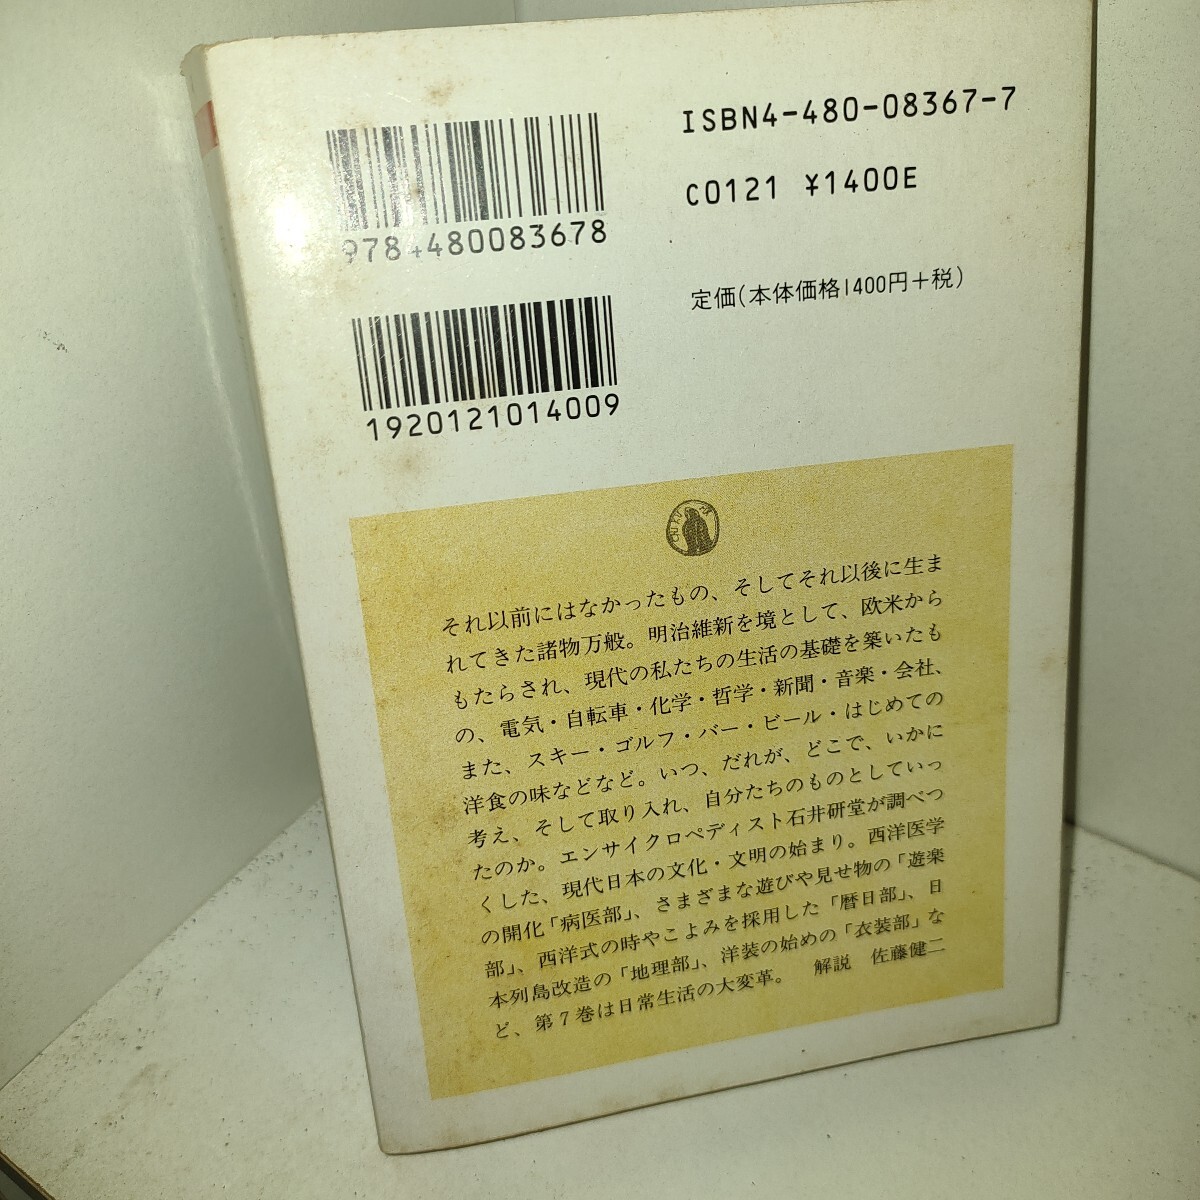 ISBN4-480-08367-7
9784480083678
C0121 ¥1400E
定価(本体価格1400円+税)
1920121014009
それ以前にはなかったもの、そしてそれ以後に生ま
れてきた諸物万般。明治維新を境として、欧米から
もたらされ、現代の私たちの生活の基礎を築いたも
の、電気・自転車・化学・哲学・新聞・音楽・会社、
また、スキー・ゴルフ・バー・ビール・はじめての
洋食の味などなど。いつ、だれが、どこで、いかに
考え、そして取り入れ、自分たちのものとしていっ
たのか。エンサイクロペディスト石井研堂が調べつ
くした、現代日本の文化・文明の始まり。西洋医学
の開化「病医部」、さまざまな遊びや見せ物の「遊楽
部」、西洋式の時やこよみを採用した「暦日部」、日
本列島改造の「地理部」、洋装の始めの「衣装部」な
ど、第7巻は日常生活の大変革。 解説 佐藤健二